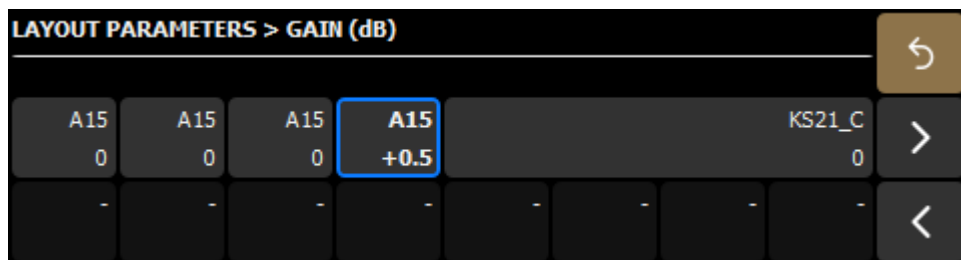 LAYOUT PARAMETERS > GAIN (dB)
A15 A15 A15 A15 KS21_C
0 0 0 +0.5 0
- - - - - - - -